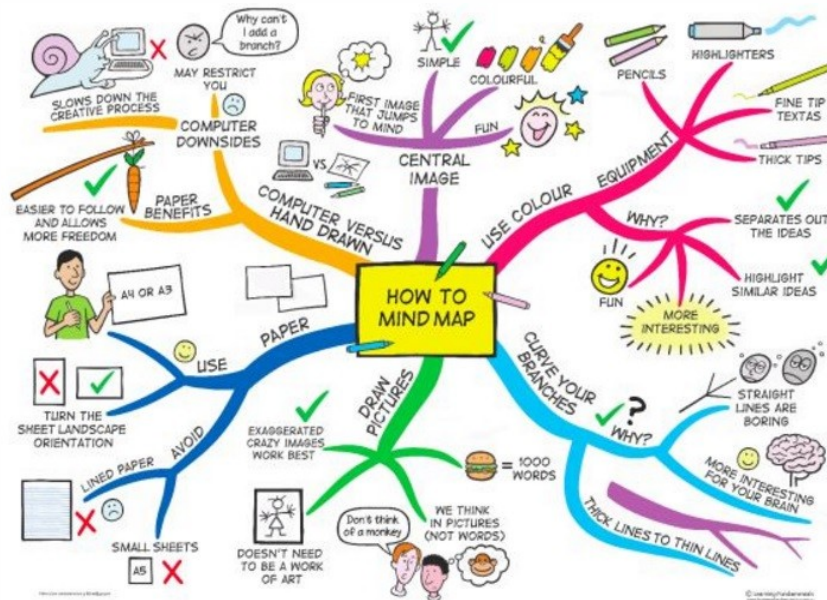 HOW TO
MIND MAP
COMPUTER VERSUS
HAND DRAWN
COMPUTER
DOWNSIDES
MAY RESTRICT
YOU
Why can't
I add a
branch?
SLOWS DOWN THE
CREATIVE PROCESS
PAPER
BENEFITS
EASIER TO FOLLOW
AND ALLOWS
MORE FREEDOM
VS.
CENTRAL
IMAGE
FIRST IMAGE
THAT JUMPS
TO MIND
SIMPLE
COLOURFUL
FUN
USE COLOUR
EQUIPMENT
PENCILS
HIGHLIGHTERS
FINE TIP
TEXTAS
THICK TIPS
WHY?
SEPARATES OUT
THE IDEAS
HIGHLIGHT
SIMILAR IDEAS
MORE
INTERESTING
FUN
CURVE YOUR
BRANCHES
?
WHY?
STRAIGHT
LINES ARE
BORING
MORE INTERESTING
FOR YOUR BRAIN
THICK LINES TO THIN LINES
DRAW
PICTURES
EXAGGERATED
CRAZY IMAGES
WORK BEST
DOESN'T NEED
TO BE A WORK
OF ART
WE THINK
IN PICTURES
(NOT WORDS)
Don't think
of a monkey
= 1000
WORDS
PAPER
USE
A4 OR A3
TURN THE
SHEET LANDSCAPE
ORIENTATION
AVOID
LINED PAPER
SMALL SHEETS
A5
© Learning Fundamentals